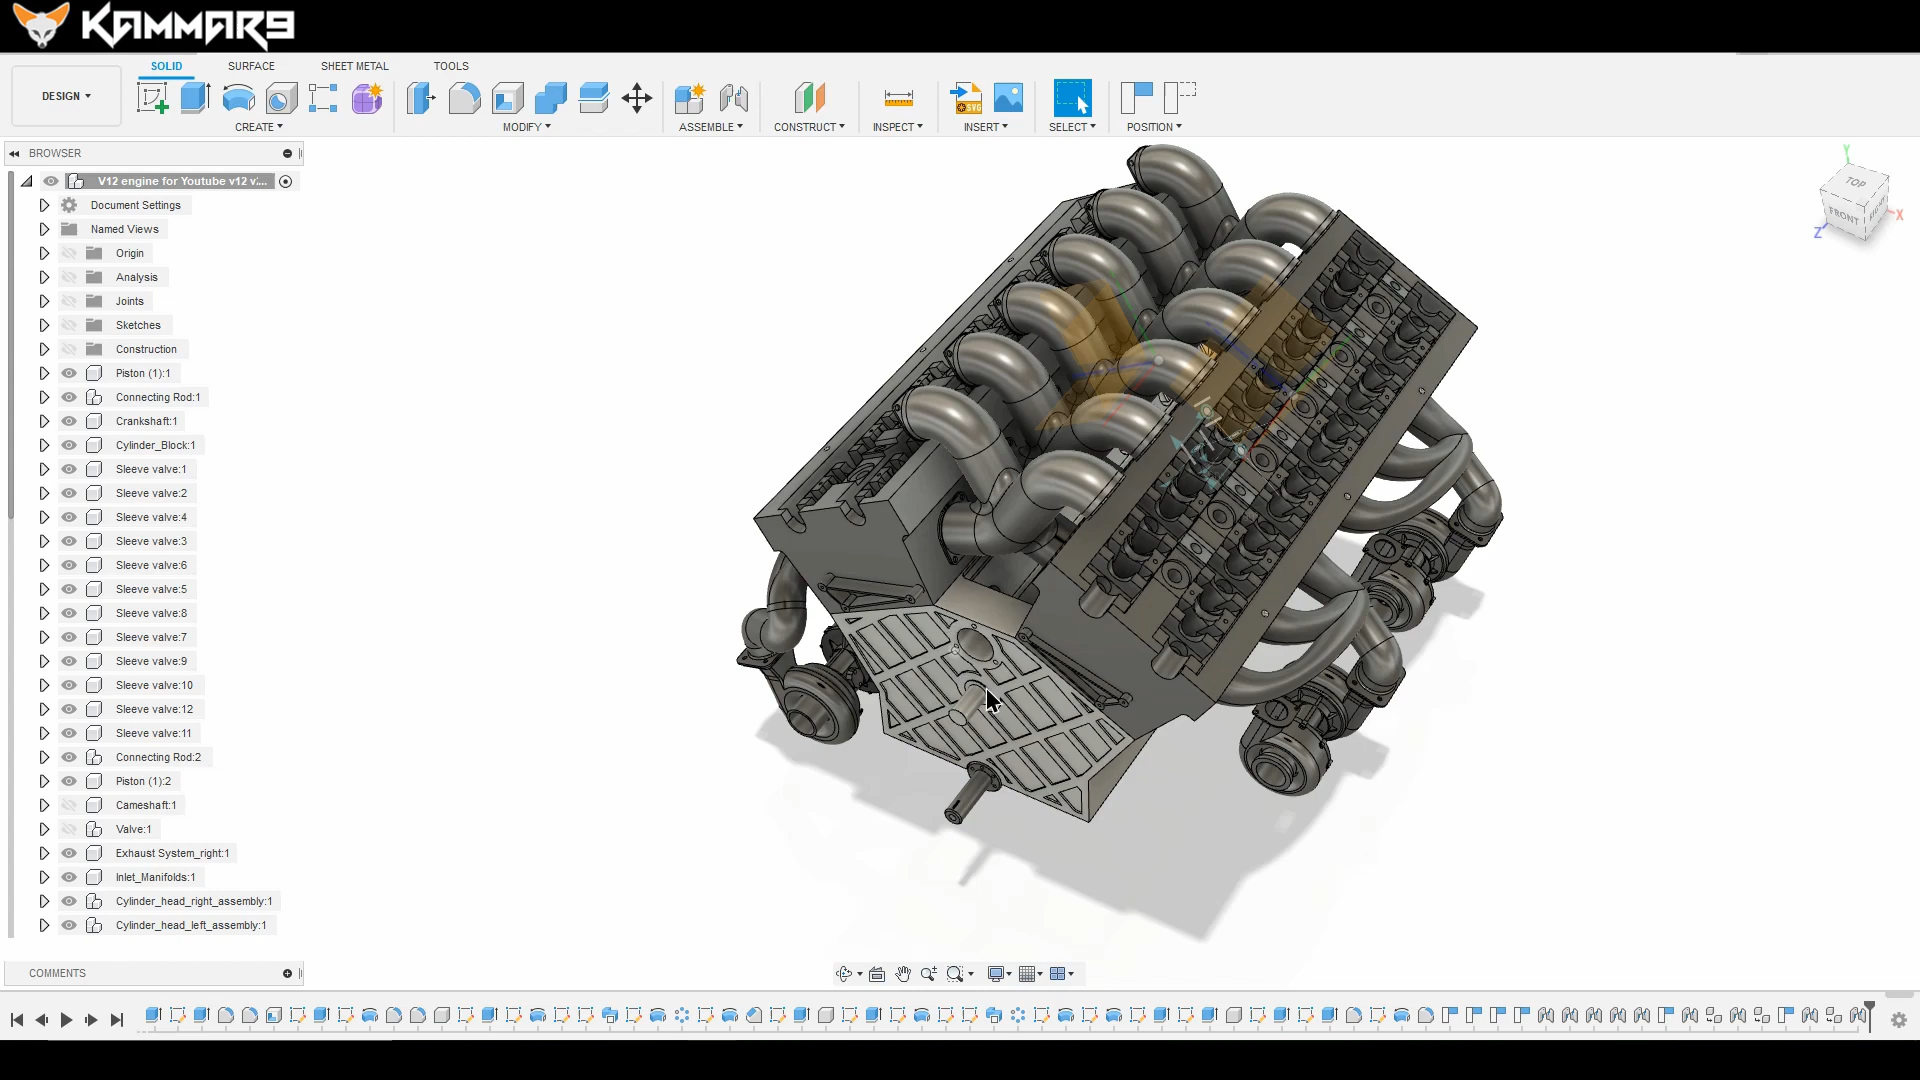 KAMMAR9
SOLID SURFACE SHEET METAL TOOLS
DESIGN
CREATE MODIFY ASSEMBLE CONSTRUCT INSPECT INSERT SELECT POSITION
SVG
BROWSER
V12 engine for Youtube v12 v:...
Document Settings
Named Views
Origin
Analysis
Joints
Sketches
Construction
Piston (1):1
Connecting Rod:1
Crankshaft:1
Cylinder_Block:1
Sleeve valve:1
Sleeve valve:2
Sleeve valve:4
Sleeve valve:3
Sleeve valve:6
Sleeve valve:5
Sleeve valve:8
Sleeve valve:7
Sleeve valve:9
Sleeve valve:10
Sleeve valve:12
Sleeve valve:11
Connecting Rod:2
Piston (1):2
Cameshaft:1
Valve:1
Exhaust System_right:1
Inlet_Manifolds:1
Cylinder_head_right_assembly:1
Cylinder_head_left_assembly:1
COMMENTS
Y
TOP
FRONT
RIGHT
X
Z